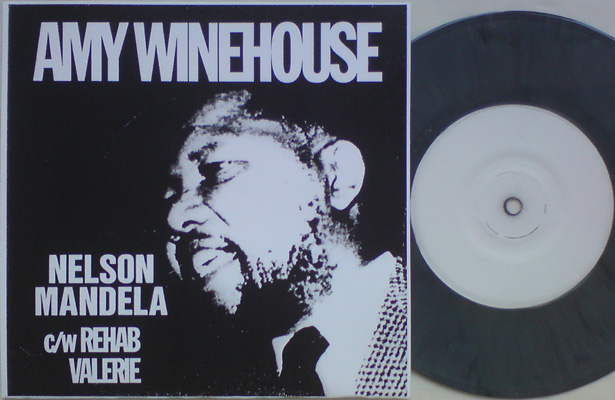 AMY WINEHOUSE
NELSON
MANDELA
c/w REHAB
VALERIE